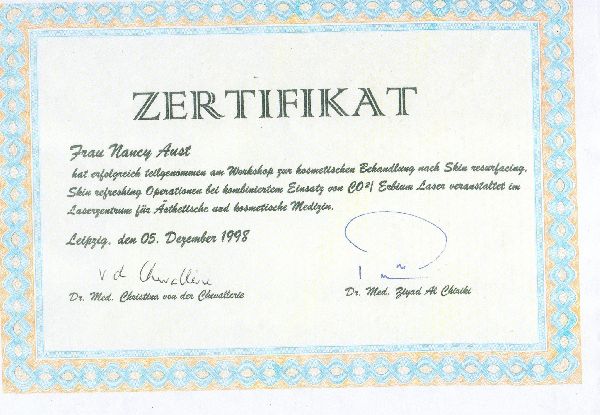 ZERTIFIKAT
Frau Nancy Aust
hat erfolgreich teilgenommen am Workshop zur kosmetischen Behandlung nach Skin resurfacing,
Skin refreshing Operationen bei kombiniertem Einsatz von CO²/ Erbium Laser veranstaltet im
Laserzentrum für Ästhetische und kosmetische Medizin.
Leipzig, den 05. Dezember 1998
v d Chevallerie
Dr. Med. Christina von der Chevallerie
Dr. Med. Ziyad Al Chiriki